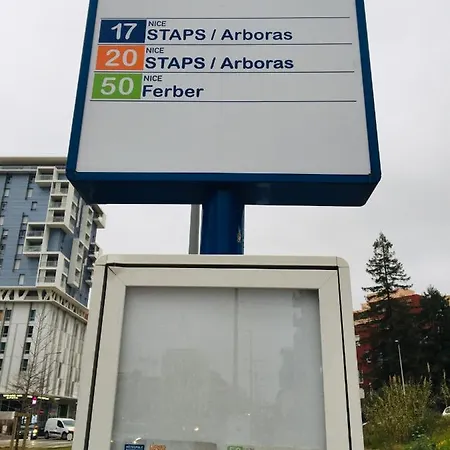 17 NICE STAPS / Arboras
20 NICE STAPS / Arboras
50 NICE Ferber